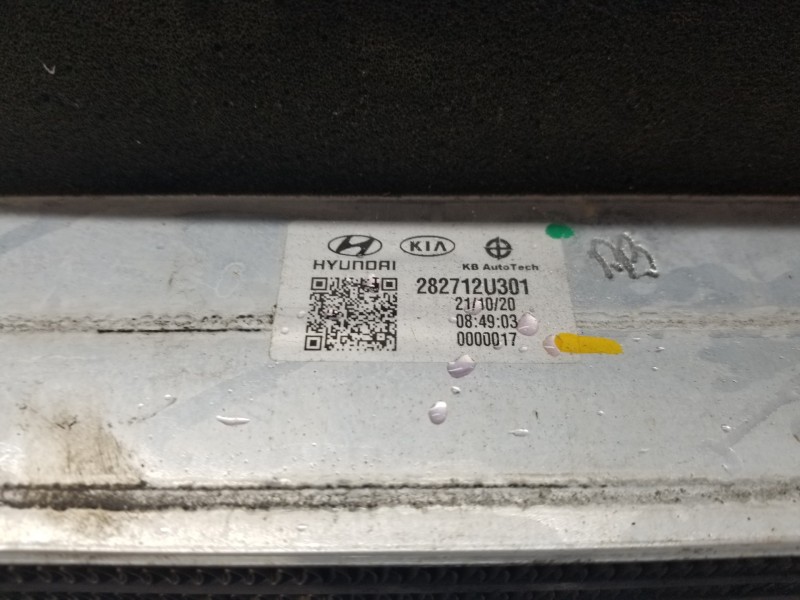 HYUNDAI
KIA
KB AutoTech
282712U301
21/10/20
08:49:03
0000017